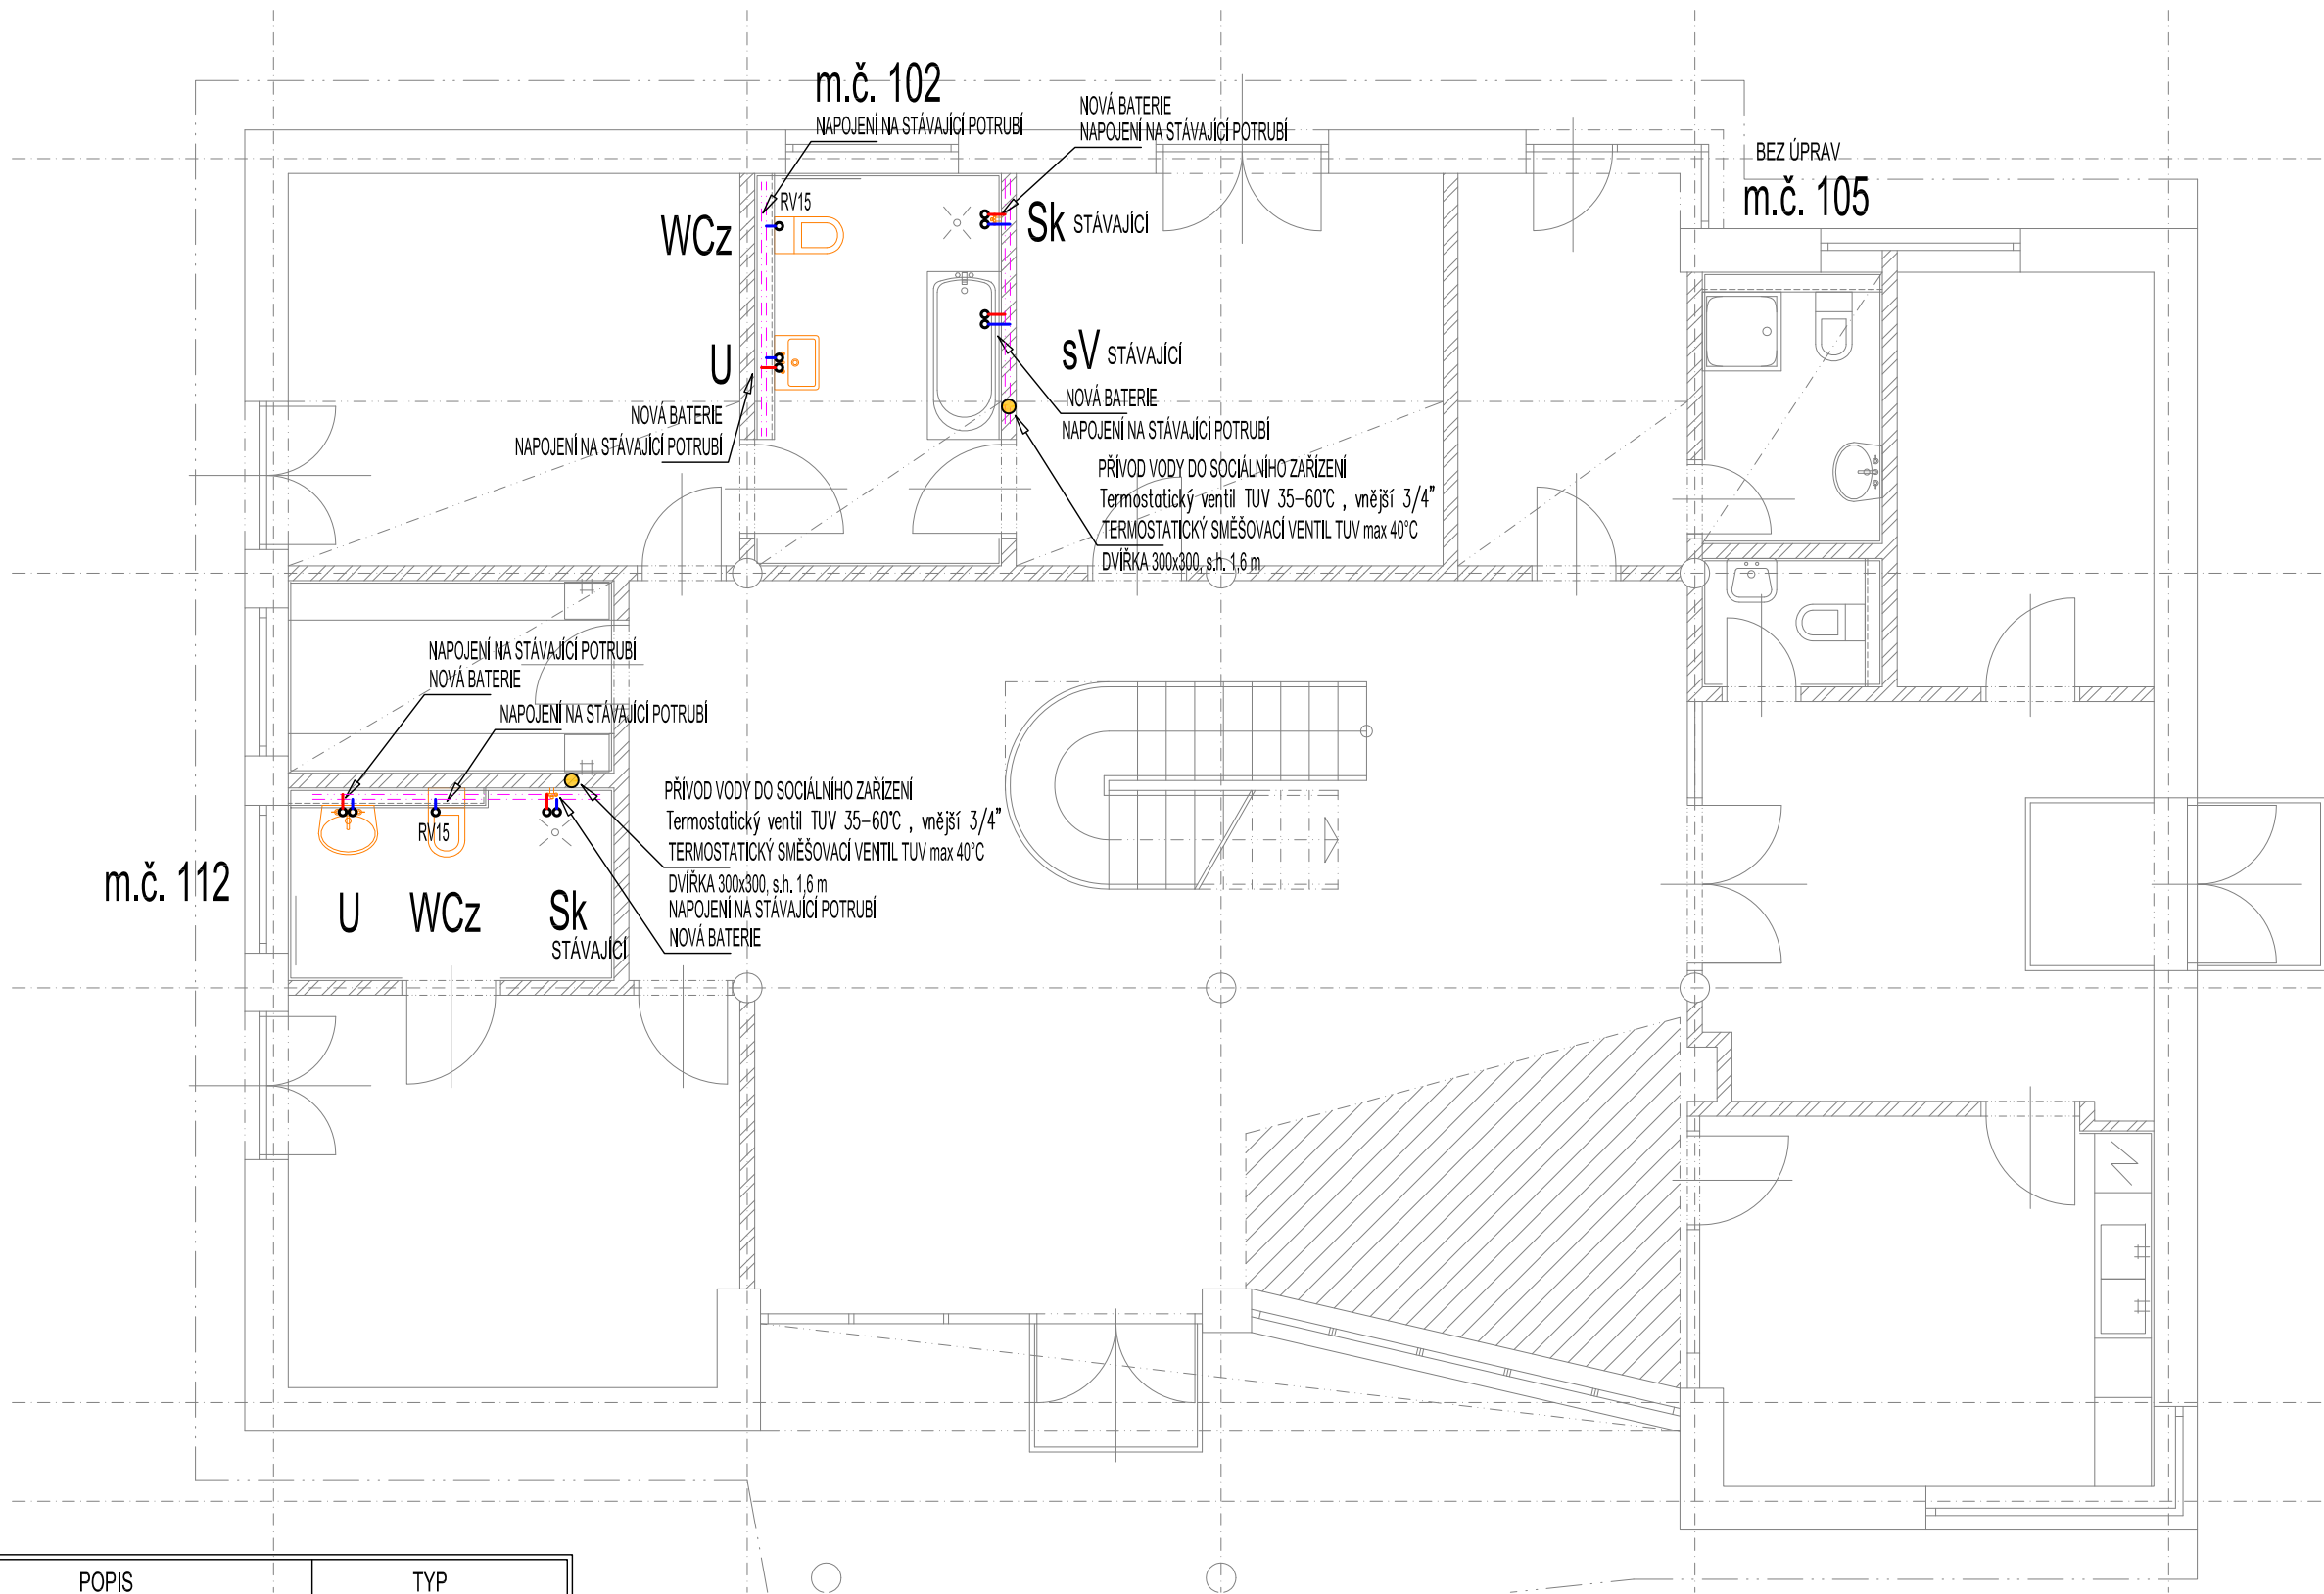 m.č. 102
NAPOJENÍ NA STÁVAJÍCÍ POTRUBÍ
NOVÁ BATERIE
NAPOJENÍ NA STÁVAJÍCÍ POTRUBÍ
BEZ ÚPRAV
m.č. 105
RV15
WCz
Sk STÁVAJÍCÍ
U
sV STÁVAJÍCÍ
NOVÁ BATERIE
NAPOJENÍ NA STÁVAJÍCÍ POTRUBÍ
NOVÁ BATERIE
NAPOJENÍ NA STÁVAJÍCÍ POTRUBÍ
PŘÍVOD VODY DO SOCIÁLNÍHO ZAŘÍZENÍ
Termostatický ventil TUV 35-60°C , vnější 3/4"
TERMOSTATICKÝ SMĚŠOVACÍ VENTIL TUV max 40°C
DVÍŘKA 300x300, s.h. 1,6 m
NAPOJENÍ NA STÁVAJÍCÍ POTRUBÍ
NOVÁ BATERIE
NAPOJENÍ NA STÁVAJÍCÍ POTRUBÍ
PŘÍVOD VODY DO SOCIÁLNÍHO ZAŘÍZENÍ
Termostatický ventil TUV 35-60°C , vnější 3/4"
TERMOSTATICKÝ SMĚŠOVACÍ VENTIL TUV max 40°C
DVÍŘKA 300x300, s.h. 1,6 m
NAPOJENÍ NA STÁVAJÍCÍ POTRUBÍ
NOVÁ BATERIE
RV15
m.č. 112
U WCz Sk
STÁVAJÍCÍ
POPIS TYP